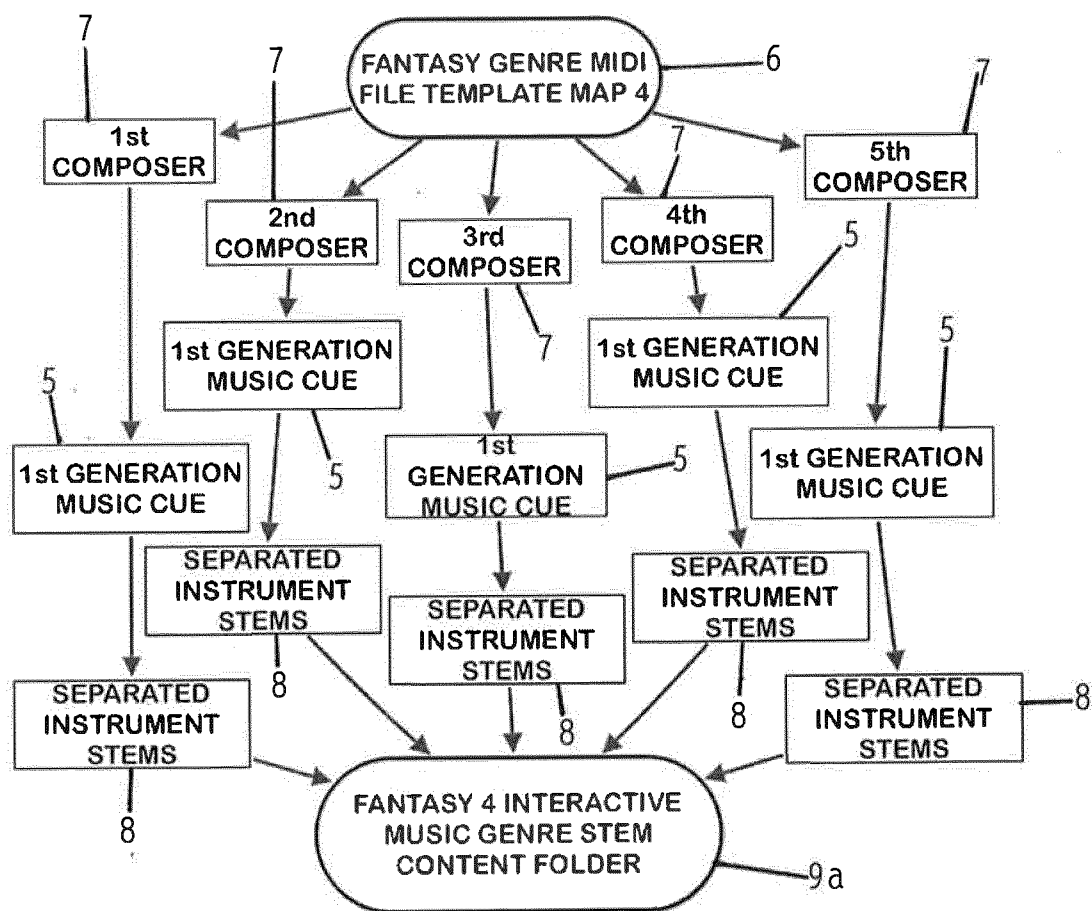 7
7
FANTASY GENRE MIDI
FILE TEMPLATE MAP 4
6
7
1st
COMPOSER
2nd
COMPOSER
3rd
COMPOSER
7
7
4th
COMPOSER
5th
COMPOSER
5
1st GENERATION
MUSIC CUE
5
1st GENERATION
MUSIC CUE
5
5
1st GENERATION
MUSIC CUE
1st
GENERATION
MUSIC CUE
5
1st GENERATION
MUSIC CUE
SEPARATED
INSTRUMENT
STEMS
8
SEPARATED
INSTRUMENT
STEMS
8
SEPARATED
INSTRUMENT
STEMS
8
SEPARATED
INSTRUMENT
STEMS
8
SEPARATED
INSTRUMENT
STEMS
8
FANTASY 4 INTERACTIVE
MUSIC GENRE STEM
CONTENT FOLDER
9a